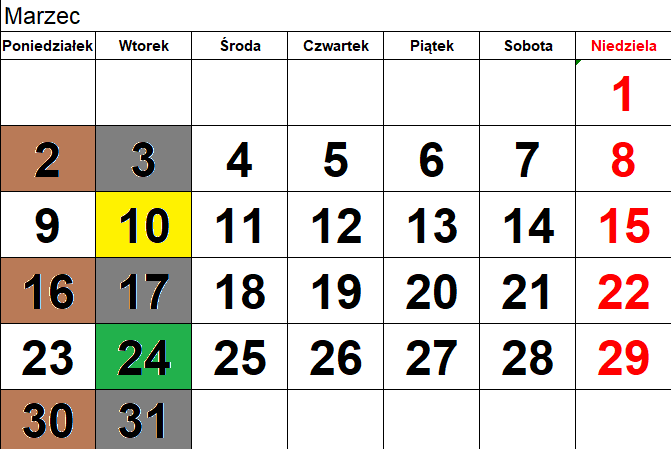 Marzec
Poniedziałek Wtorek Środa Czwartek Piątek Sobota Niedziela
1
2 3 4 5 6 7 8
9 10 11 12 13 14 15
16 17 18 19 20 21 22
23 24 25 26 27 28 29
30 31